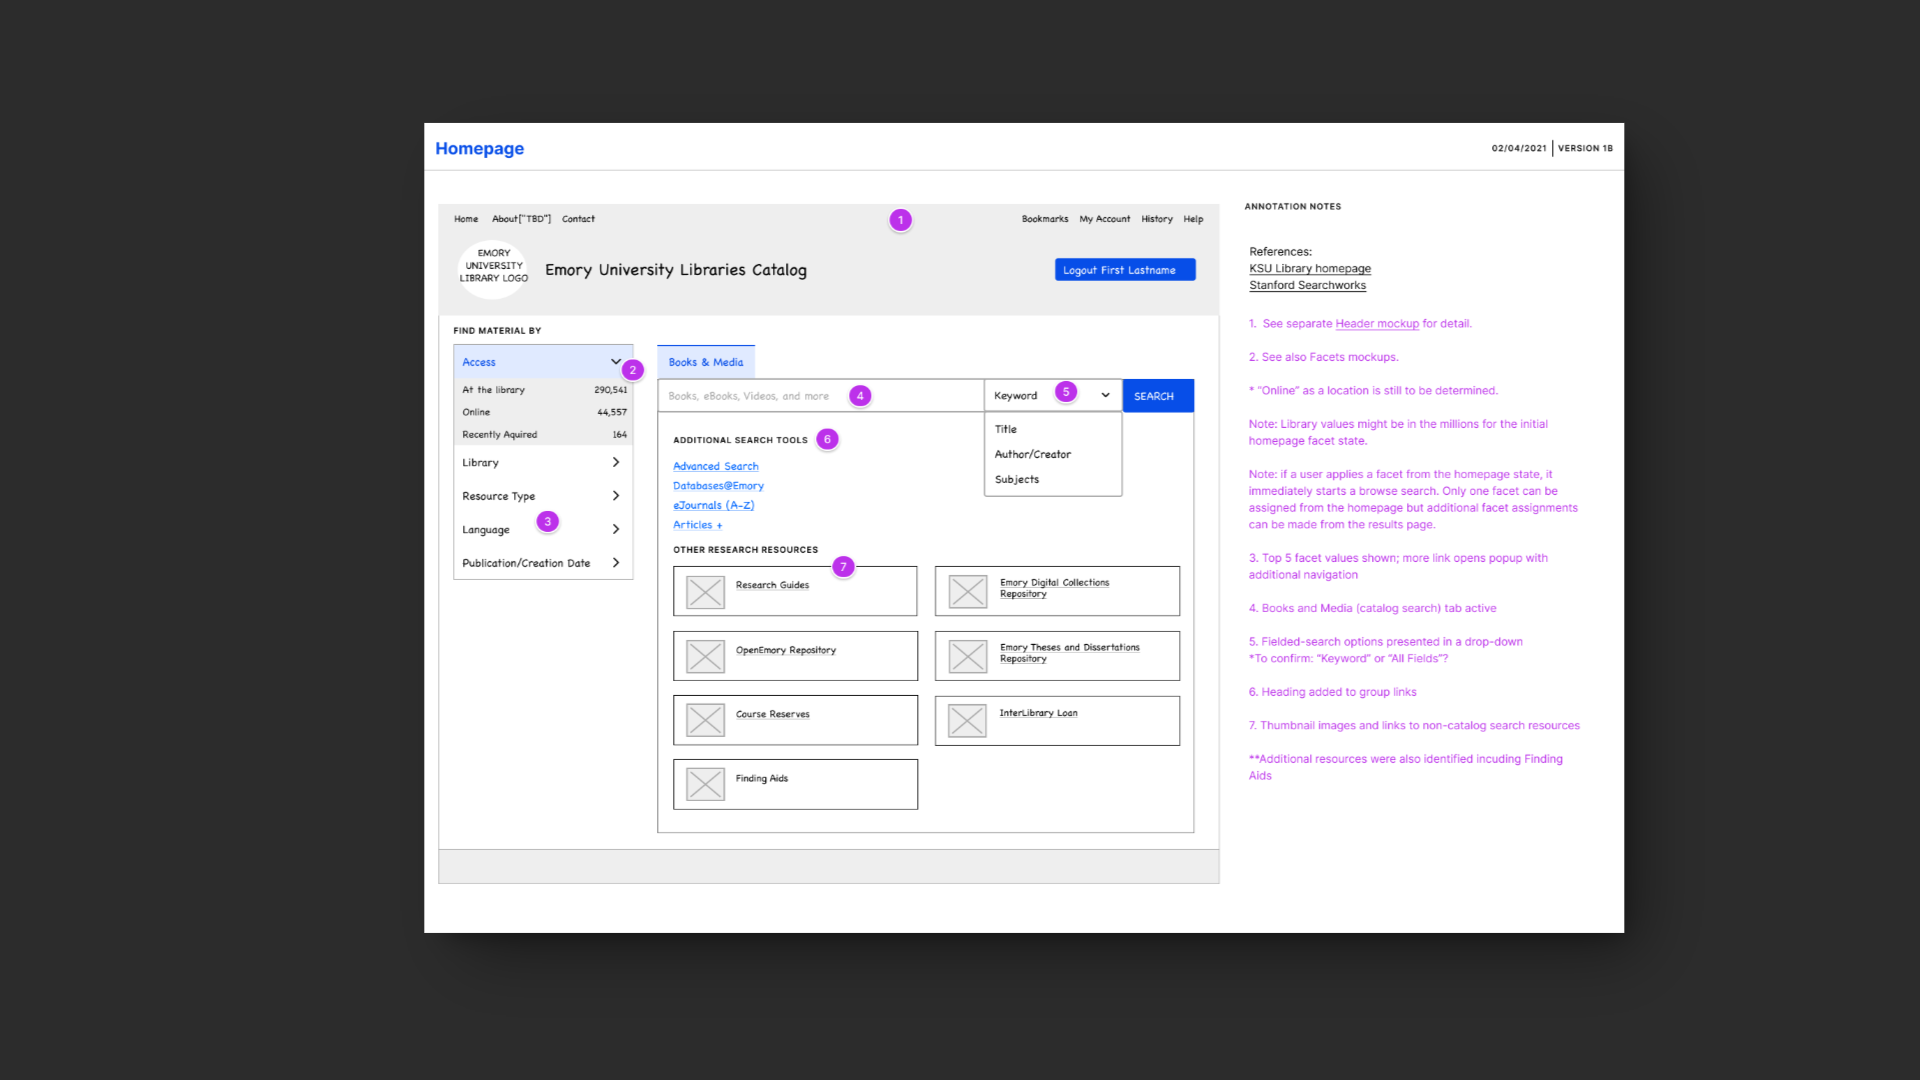 Homepage
02/04/2021 | VERSION 1B
Home About["TBD"] Contact
1
Bookmarks My Account History Help
EMORY
UNIVERSITY
LIBRARY LOGO
Emory University Libraries Catalog
Logout First Lastname
FIND MATERIAL BY
Access
2
At the library 290,541
Online 44,557
Recently Aquired 164
Library
Resource Type
Language
3
Publication/Creation Date
Books & Media
Books, eBooks, Videos, and more
4
Keyword
5
SEARCH
Title
Author/Creator
Subjects
ADDITIONAL SEARCH TOOLS
6
Advanced Search
Databases@Emory
eJournals (A-Z)
Articles +
OTHER RESEARCH RESOURCES
7
Research Guides
Emory Digital Collections
Repository
OpenEmory Repository
Emory Theses and Dissertations
Repository
Course Reserves
InterLibrary Loan
Finding Aids
ANNOTATION NOTES
References:
KSU Library homepage
Stanford Searchworks
1. See separate Header mockup for detail.
2. See also Facets mockups.
* "Online" as a location is still to be determined.
Note: Library values might be in the millions for the initial
homepage facet state.
Note: if a user applies a facet from the homepage state, it
immediately starts a browse search. Only one facet can be
assigned from the homepage but additional facet assignments
can be made from the results page.
3. Top 5 facet values shown; more link opens popup with
additional navigation
4. Books and Media (catalog search) tab active
5. Fielded-search options presented in a drop-down
*To confirm: "Keyword" or "All Fields"?
6. Heading added to group links
7. Thumbnail images and links to non-catalog search resources
**Additional resources were also identified incuding Finding
Aids